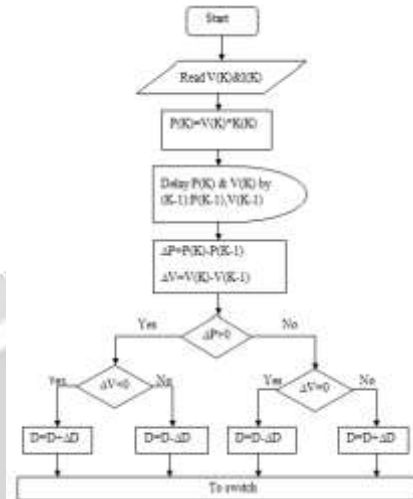 Start
Read V(K)&I(K)
P(K)=V(K)*K(K)
Delay P(K) & V(K) by
(K-1):P(K-1),V(K-1)
ΔP=P(K)-P(K-1)
ΔV=V(K)-V(K-1)
Yes
ΔP>0
No
yes
ΔV<0
No
Yes
ΔV=0
No
D=D+ΔD
D=D-ΔD
D=D-ΔD
D=D+ΔD
To switch